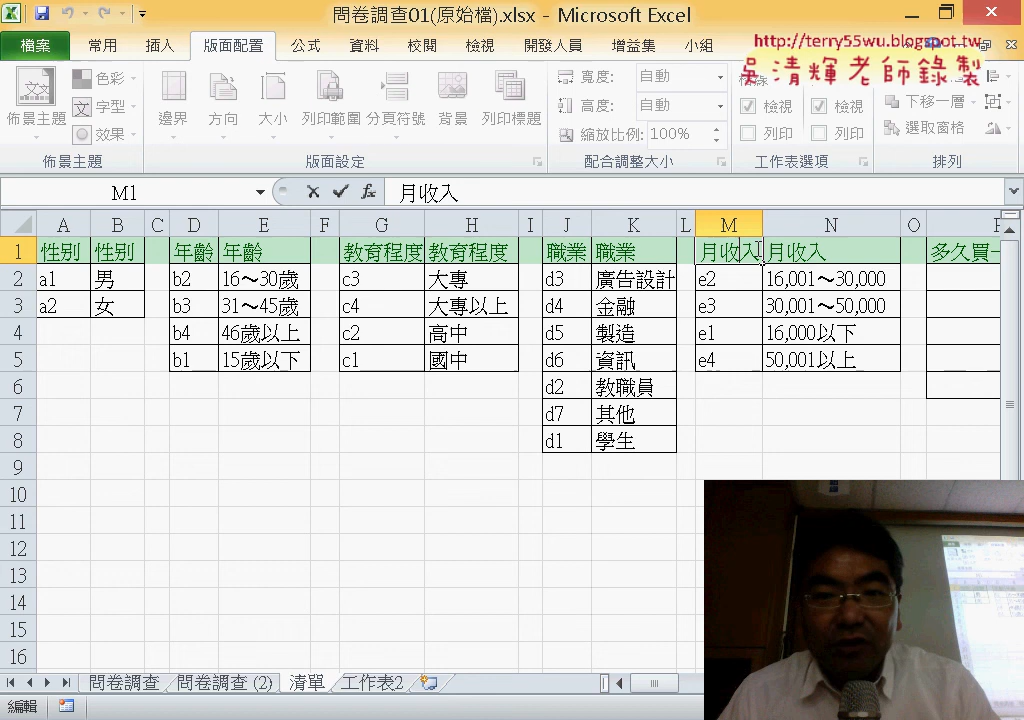 問卷調查01(原始檔).xlsx - Microsoft Excel
檔案 常用 插入 版面配置 公式 資料 校閱 檢視 開發人員 增益集 小組
http://terry55wu.blogspot.tw
吳清輝老師錄製
佈景主題 色彩 字型 效果 邊界 方向 大小 列印範圍 分頁符號 背景 列印標題 寬度: 自動 高度: 自動 縮放比例: 100% 檢視 列印 檢視 列印 下移一層 選取窗格
佈景主題 版面設定 配合調整大小 工作表選項 排列
M1 fx 月收入
A B C D E F G H I J K L M N O
1 性別 性別 年齡 年齡 教育程度 教育程度 職業 職業 月收入 月收入 多久買一
2 a1 男 b2 16～30歲 c3 大專 d3 廣告設計 e2 16,001～30,000
3 a2 女 b3 31～45歲 c4 大專以上 d4 金融 e3 30,001～50,000
4 b4 46歲以上 c2 高中 d5 製造 e1 16,000以下
5 b1 15歲以下 c1 國中 d6 資訊 e4 50,001以上
6 d2 教職員
7 d7 其他
8 d1 學生
9
10
11
12
13
14
15
16
問卷調查 問卷調查 (2) 清單 工作表2
編輯